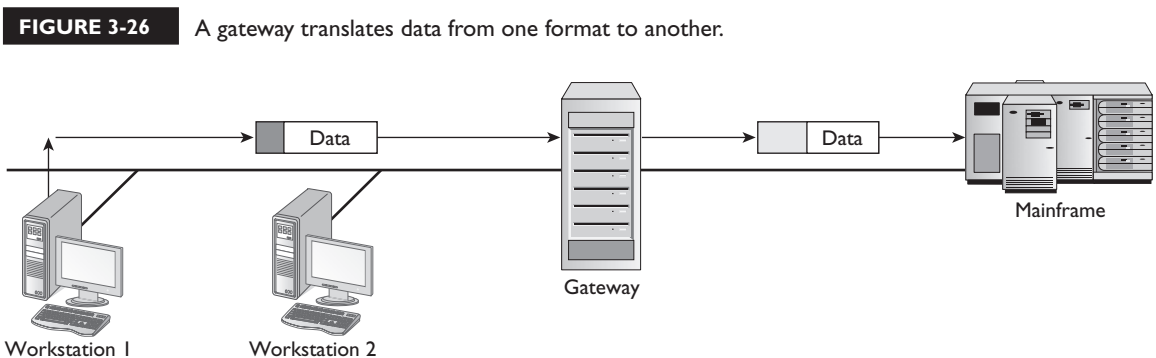 FIGURE 3-26 A gateway translates data from one format to another.
Data
Data
Mainframe
Gateway
Workstation 1
Workstation 2